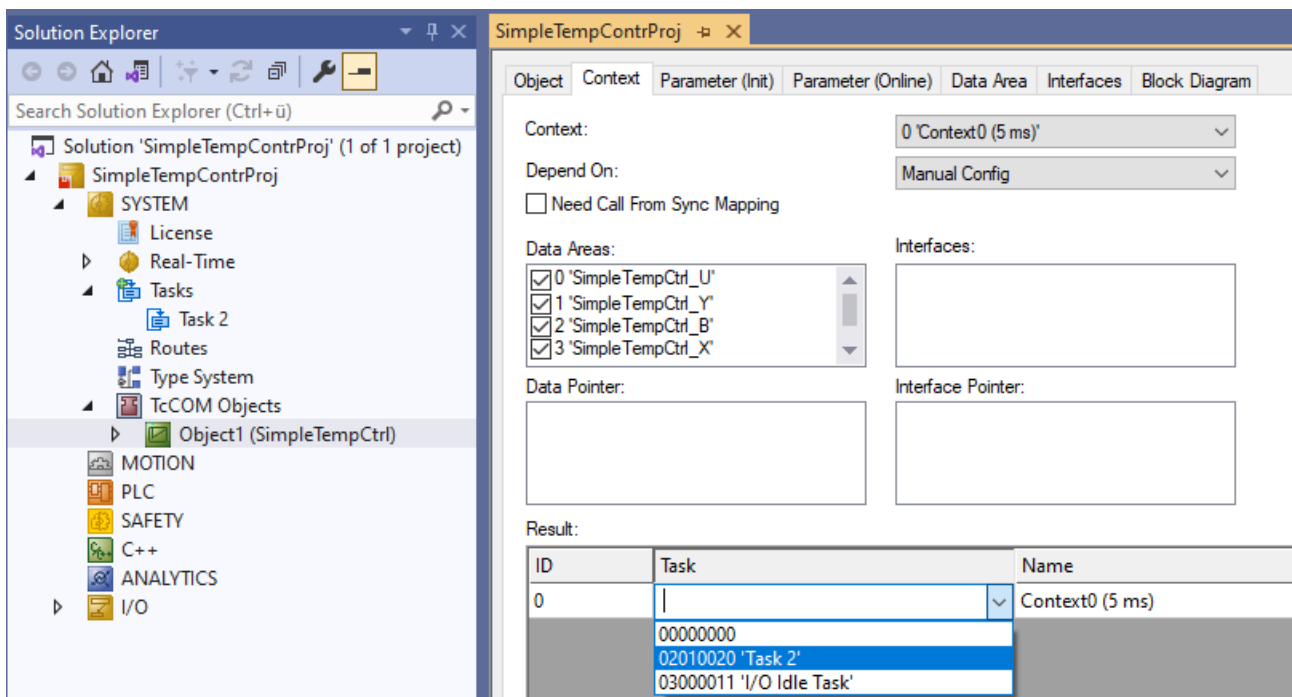 Solution Explorer
Search Solution Explorer (Ctrl+ü)
Solution 'SimpleTempContrProj' (1 of 1 project)
SimpleTempContrProj
SYSTEM
License
Real-Time
Tasks
Task 2
Routes
Type System
TcCOM Objects
Object1 (SimpleTempCtrl)
MOTION
PLC
SAFETY
C++
ANALYTICS
I/O
SimpleTempContrProj
Object Context Parameter (Init) Parameter (Online) Data Area Interfaces Block Diagram
Context: 0 'Context0 (5 ms)'
Depend On: Manual Config
Need Call From Sync Mapping
Data Areas: Interfaces:
0 'SimpleTempCtrl_U'
1 'SimpleTempCtrl_Y'
2 'SimpleTempCtrl_B'
3 'SimpleTempCtrl_X'
Data Pointer: Interface Pointer:
Result:
ID Task Name
0 Context0 (5 ms)
00000000
02010020 'Task 2'
03000011 'I/O Idle Task'